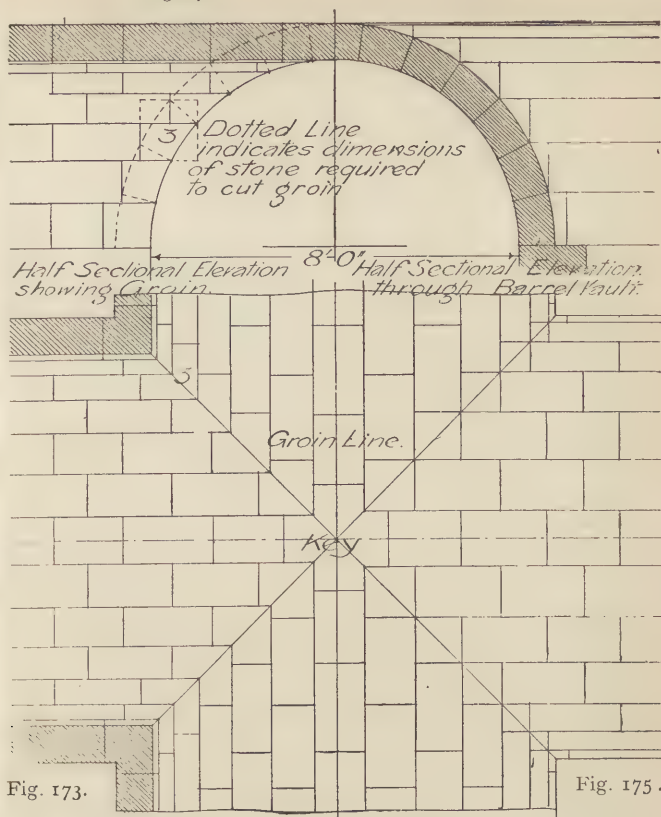 3
Dotted Line
indicates dimensions
of stone required
to cut groin
8'-0"
Half Sectional Elevation
showing Groin.
Half Sectional Elevation
through Barrel Vault.
3
Groin Line.
Key
Fig. 173.
Fig. 175.